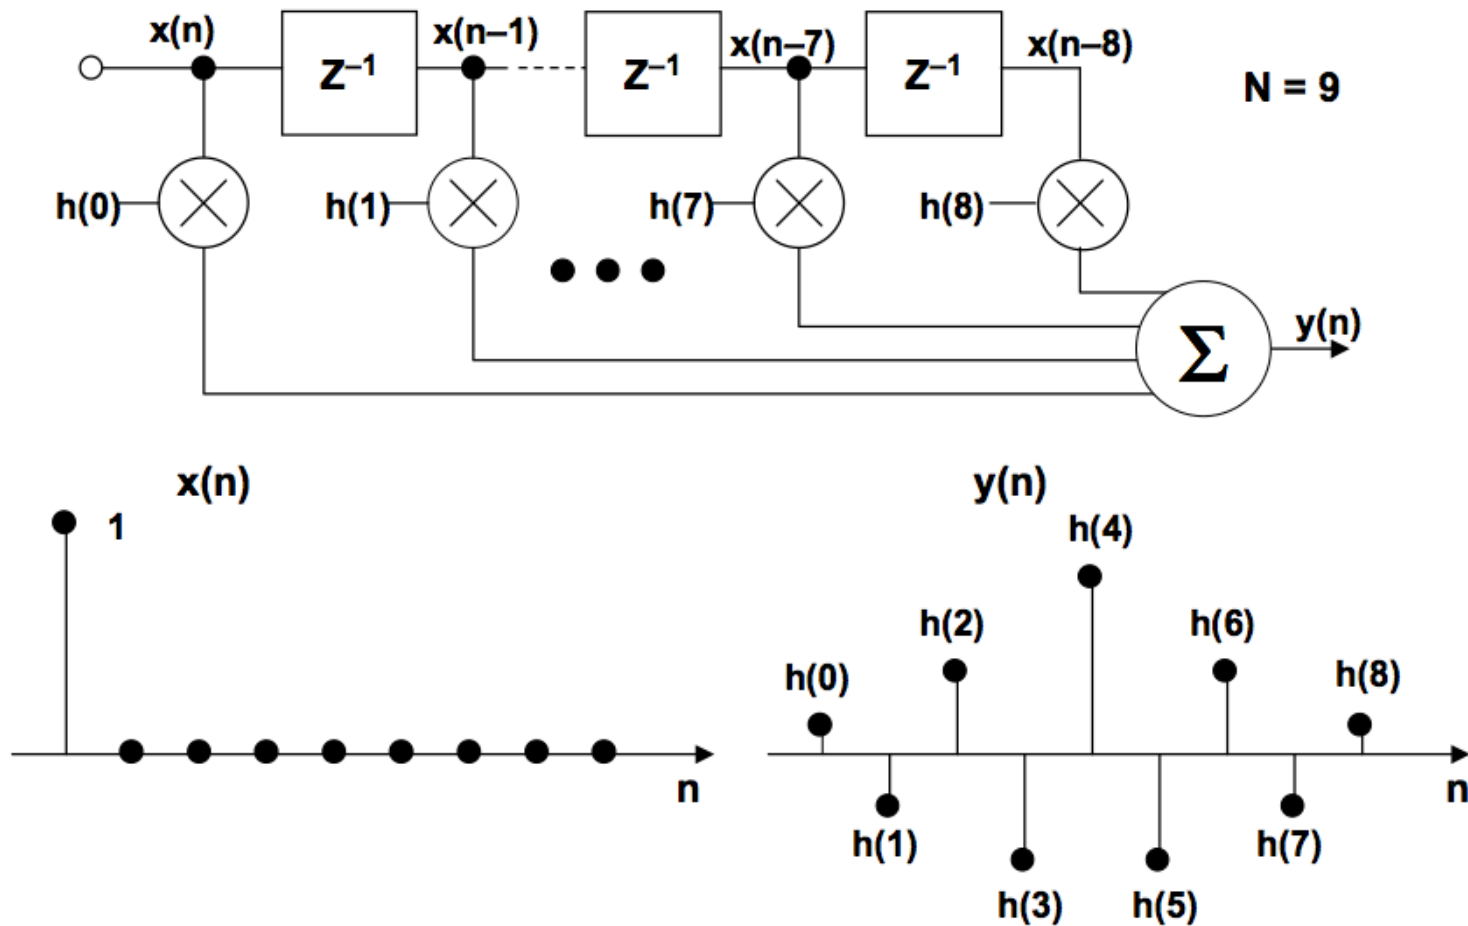 x(n) x(n–1) x(n–7) x(n–8)
Z⁻¹ Z⁻¹ Z⁻¹ N = 9
h(0) h(1) h(7) h(8)
Σ y(n)
x(n) y(n)
1 h(4)
h(2) h(6)
h(0) h(8)
n n
h(1) h(7)
h(3) h(5)